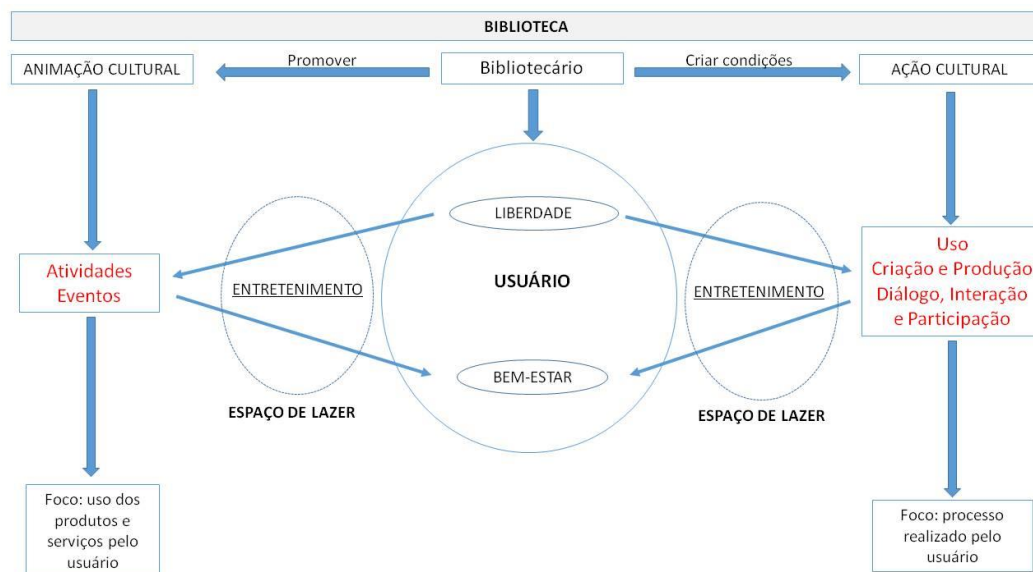 BIBLIOTECA
ANIMAÇÃO CULTURAL
Promover
Bibliotecário
Criar condições
AÇÃO CULTURAL
LIBERDADE
Atividades
Eventos
ENTRETENIMENTO
USUÁRIO
ENTRETENIMENTO
Uso
Criação e Produção
Diálogo, Interação
e Participação
BEM-ESTAR
ESPAÇO DE LAZER
ESPAÇO DE LAZER
Foco: uso dos
produtos e
serviços pelo
usuário
Foco: processo
realizado pelo
usuário